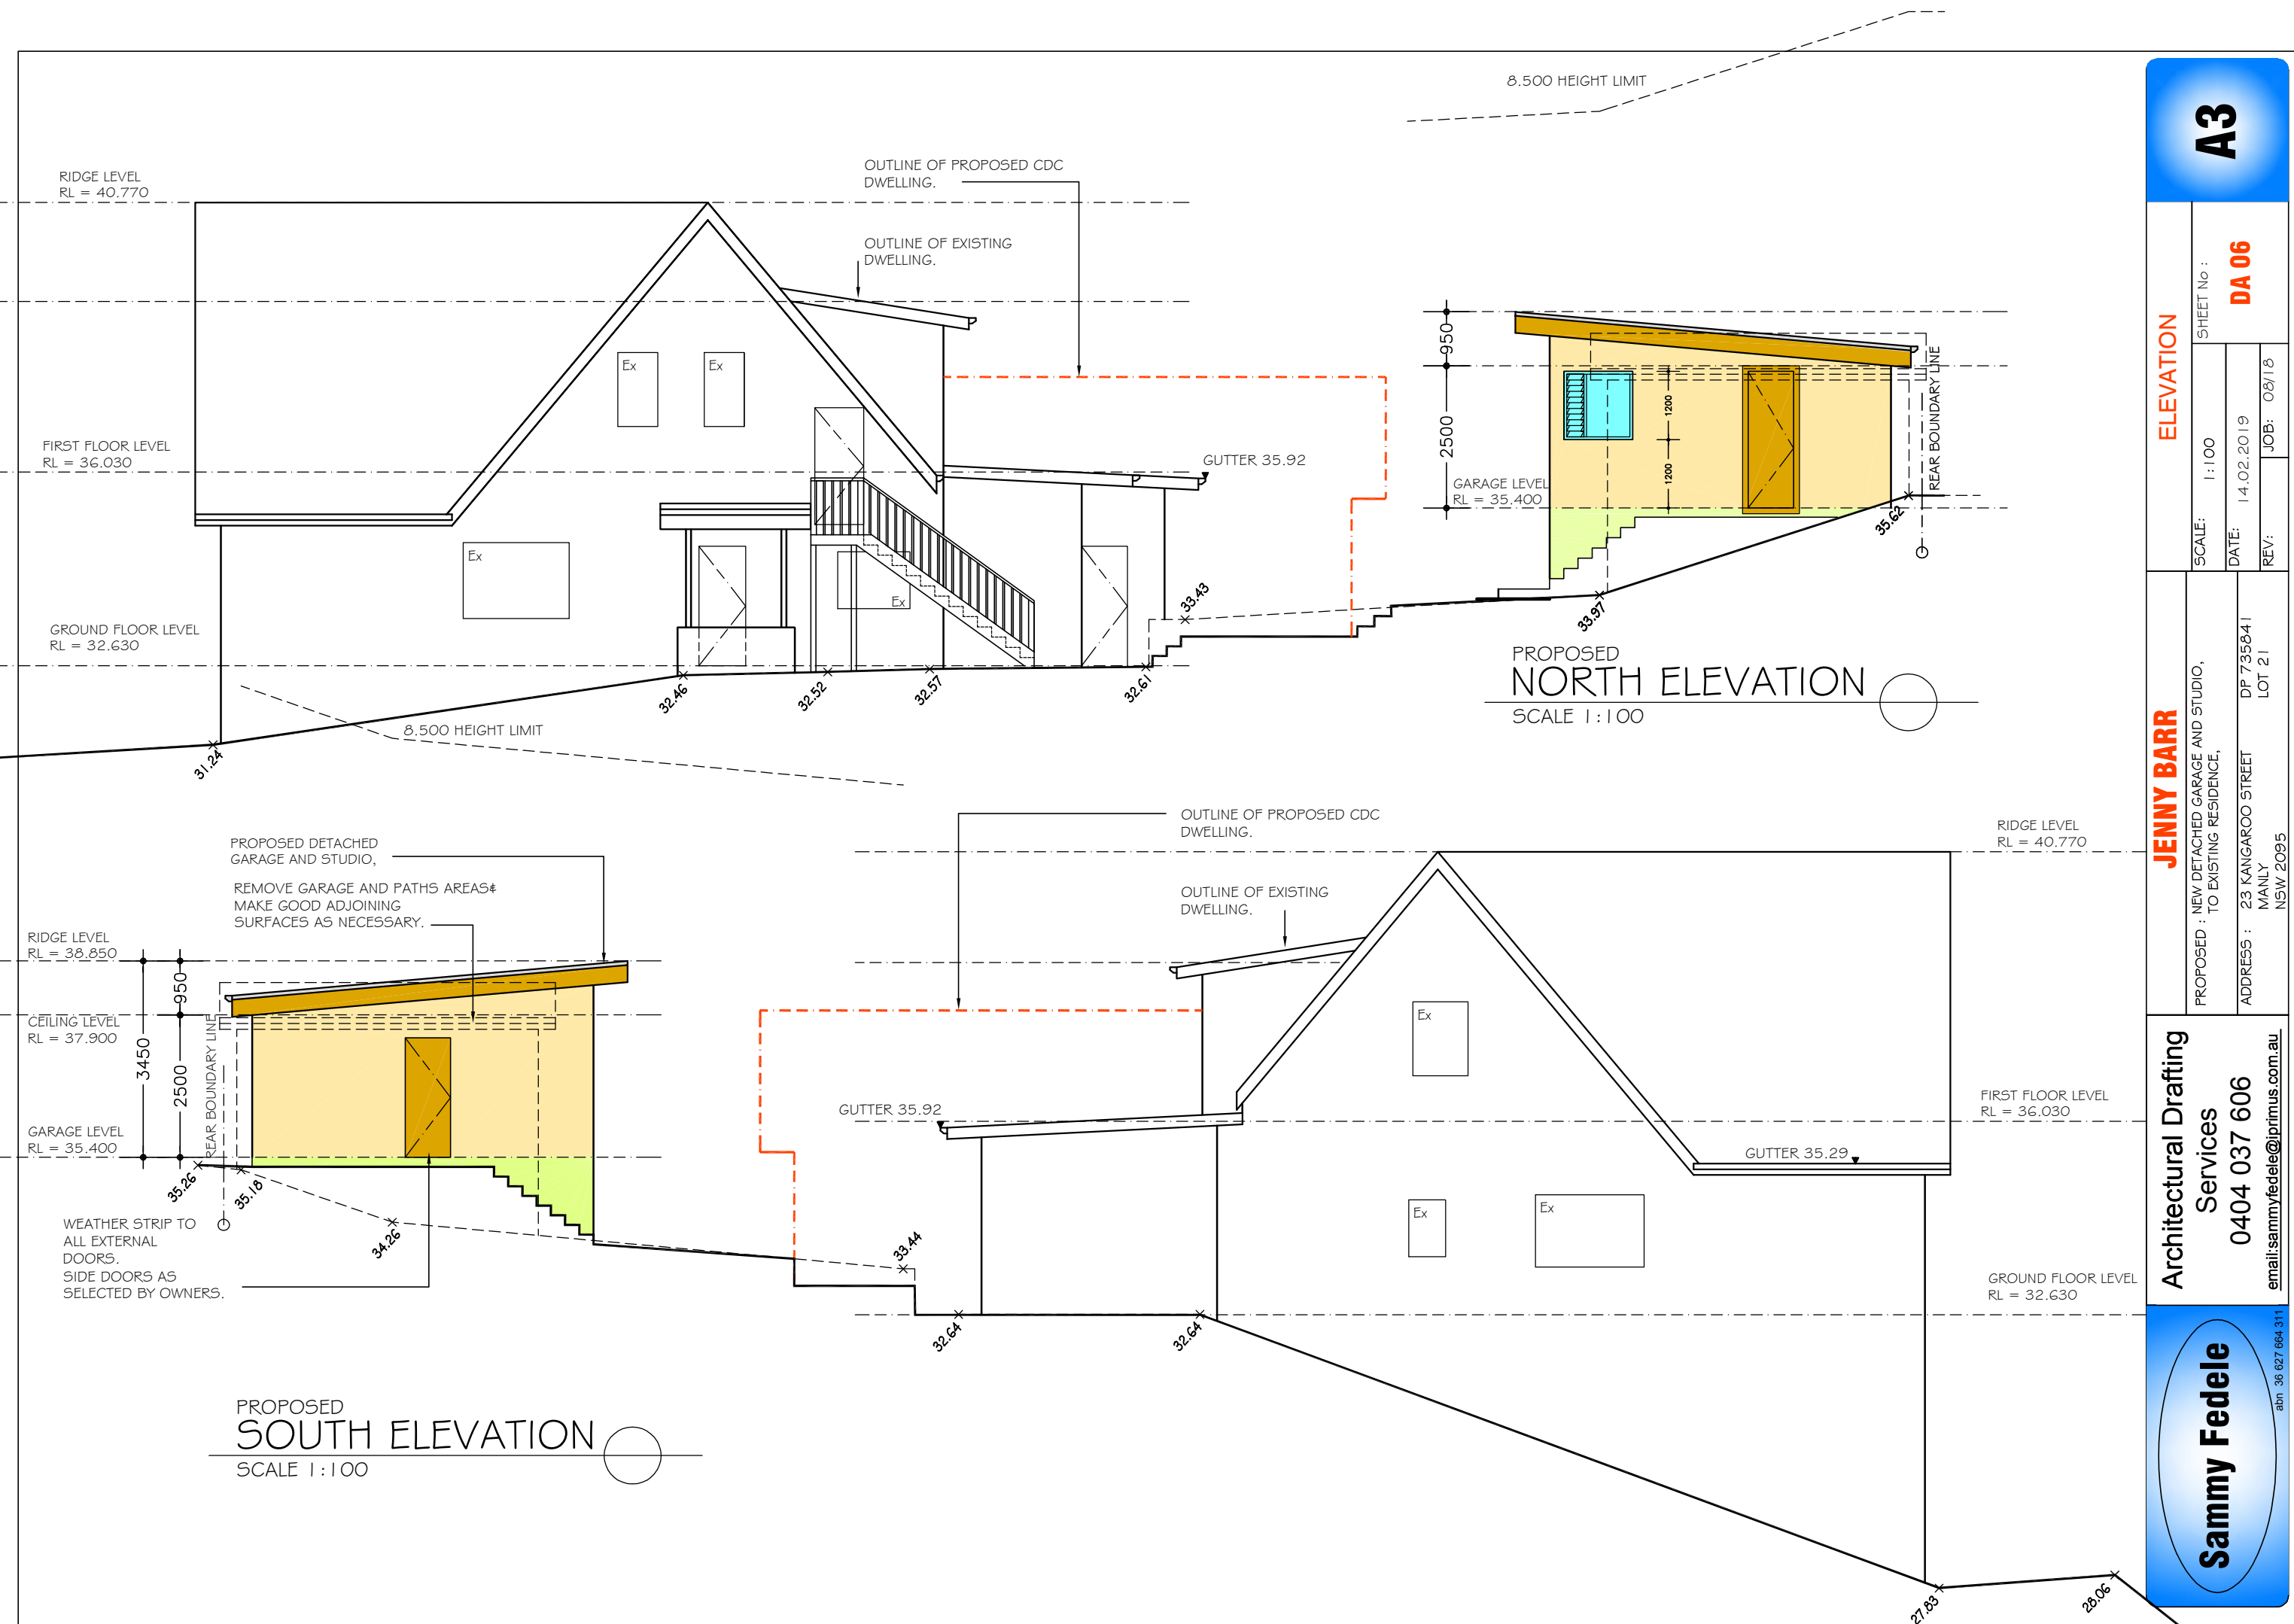 8.500 HEIGHT LIMIT
RIDGE LEVEL
RL = 40.770
OUTLINE OF PROPOSED CDC
DWELLING.
OUTLINE OF EXISTING
DWELLING.
Ex
Ex
FIRST FLOOR LEVEL
RL = 36.030
GUTTER 35.92
Ex
Ex
GROUND FLOOR LEVEL
RL = 32.630
33.43
32.46
32.52
32.57
32.61
31.24
8.500 HEIGHT LIMIT
950
2500
1200
1200
GARAGE LEVEL
RL = 35.400
REAR BOUNDARY LINE
35.62
33.97
PROPOSED
NORTH ELEVATION
SCALE 1:100
PROPOSED DETACHED
GARAGE AND STUDIO,
REMOVE GARAGE AND PATHS AREAS&
MAKE GOOD ADJOINING
SURFACES AS NECESSARY.
RIDGE LEVEL
RL = 38.850
CEILING LEVEL
RL = 37.900
GARAGE LEVEL
RL = 35.400
3450
950
2500
REAR BOUNDARY LINE
35.26
35.18
34.26
WEATHER STRIP TO
ALL EXTERNAL
DOORS.
SIDE DOORS AS
SELECTED BY OWNERS.
OUTLINE OF PROPOSED CDC
DWELLING.
OUTLINE OF EXISTING
DWELLING.
RIDGE LEVEL
RL = 40.770
Ex
GUTTER 35.92
FIRST FLOOR LEVEL
RL = 36.030
GUTTER 35.29
Ex
Ex
33.44
32.64
32.64
GROUND FLOOR LEVEL
RL = 32.630
27.83
28.06
PROPOSED
SOUTH ELEVATION
SCALE 1:100
A3
ELEVATION
SHEET No :
DA 06
SCALE: 1:100
DATE: 14.02.2019
REV:
JOB: 08/18
JENNY BARR
PROPOSED : NEW DETACHED GARAGE AND STUDIO,
TO EXISTING RESIDENCE,
ADDRESS : 23 KANGAROO STREET DP 735841
MANLY LOT 21
NSW 2095
Architectural Drafting
Services
0404 037 606
email:sammyfedele@iprimus.com.au
Sammy Fedele
abn 36 627 664 311